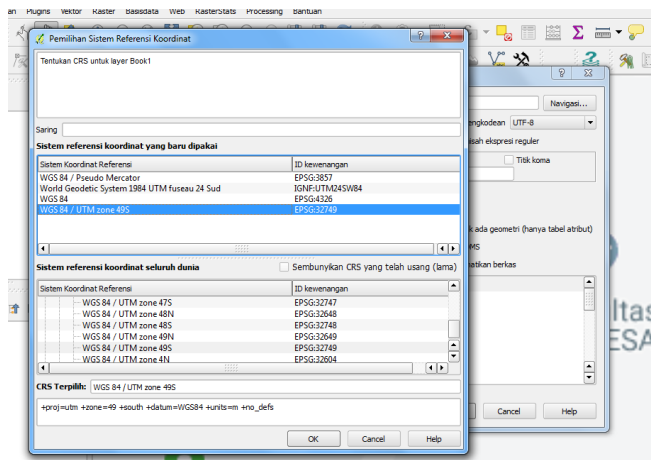 Plugins Vektor Raster Basisdata Web RasterStats Processing Bantuan
Pemilihan Sistem Referensi Koordinat
Tentukan CRS untuk layer Book1
Navigasi...
Saring
UTF-8
Sistem referensi koordinat yang baru dipakai
isah ekspresi reguler
Sistem Koordinat Referensi ID kewenangan
Titik koma
WGS 84 / Pseudo Mercator EPSG:3857
World Geodetic System 1984 UTM fuseau 24 Sud IGNF:UTM24SW84
WGS 84 EPSG:4326
WGS 84 / UTM zone 49S EPSG:32749
k ada geometri (hanya tabel atribut)
MS
Sistem referensi koordinat seluruh dunia Sembunyikan CRS yang telah usang (lama)
atikan berkas
Sistem Koordinat Referensi ID kewenangan
WGS 84 / UTM zone 47S EPSG:32747
WGS 84 / UTM zone 48N EPSG:32648
WGS 84 / UTM zone 48S EPSG:32748
WGS 84 / UTM zone 49N EPSG:32649
WGS 84 / UTM zone 49S EPSG:32749
WGS 84 / UTM zone 4N EPSG:32604
ltas
ESA
CRS Terpilih: WGS 84 / UTM zone 49S
+proj=utm +zone=49 +south +datum=WGS84 +units=m +no_defs
Cancel Help
OK Cancel Help